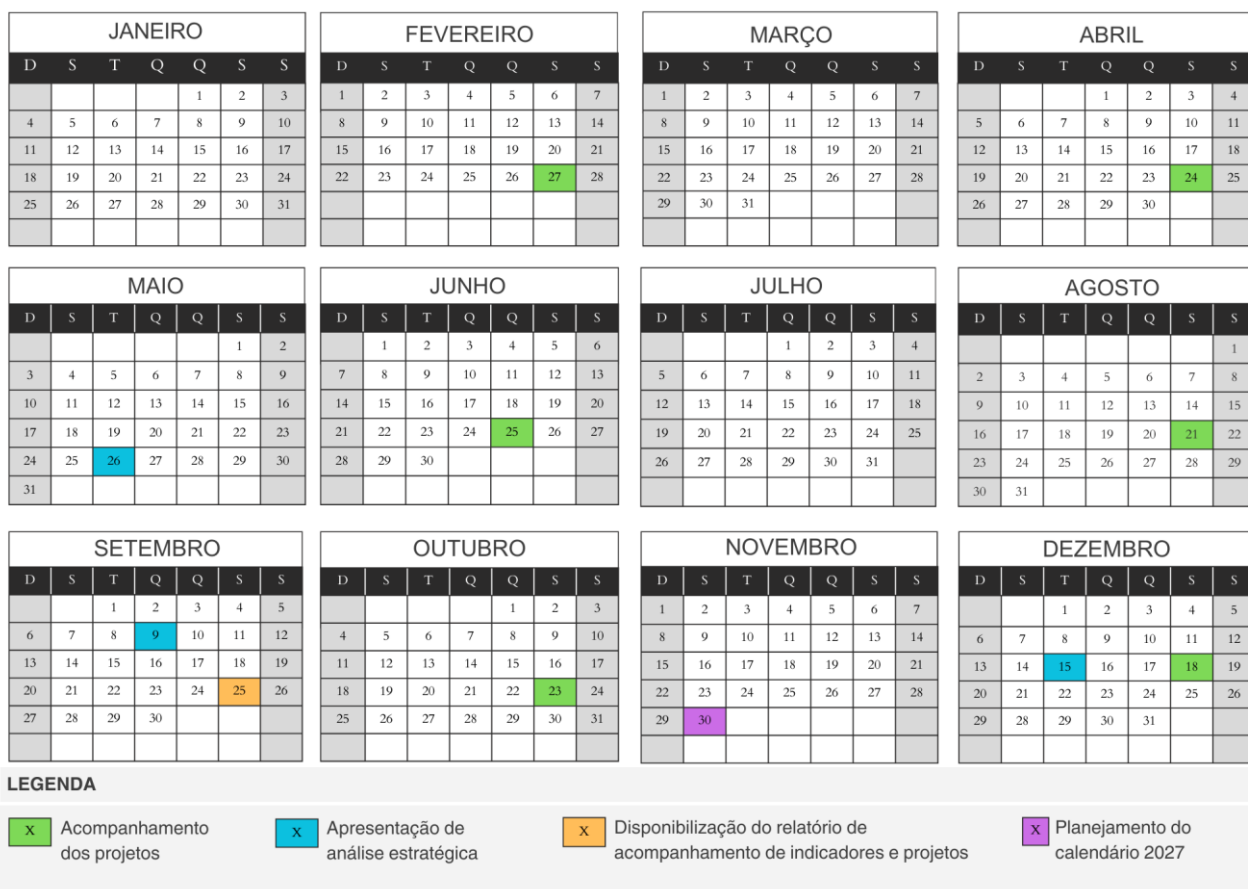 JANEIRO FEVEREIRO MARÇO ABRIL
D S T Q Q S S D S T Q Q S S D S T Q Q S S D S T Q Q S S
1 2 3 1 2 3 4 5 6 7 1 2 3 4 5 6 7 1 2 3 4
4 5 6 7 8 9 10 8 9 10 11 12 13 14 8 9 10 11 12 13 14 5 6 7 8 9 10 11
11 12 13 14 15 16 17 15 16 17 18 19 20 21 15 16 17 18 19 20 21 12 13 14 15 16 17 18
18 19 20 21 22 23 24 22 23 24 25 26 27 28 22 23 24 25 26 27 28 19 20 21 22 23 24 25
25 26 27 28 29 30 31 29 30 31 26 27 28 29 30
MAIO JUNHO JULHO AGOSTO
D S T Q Q S S D S T Q Q S S D S T Q Q S S D S T Q Q S S
1 2 1 2 3 4 5 6 1 2 3 4 1
3 4 5 6 7 8 9 7 8 9 10 11 12 13 5 6 7 8 9 10 11 2 3 4 5 6 7 8
10 11 12 13 14 15 16 14 15 16 17 18 19 20 12 13 14 15 16 17 18 9 10 11 12 13 14 15
17 18 19 20 21 22 23 21 22 23 24 25 26 27 19 20 21 22 23 24 25 16 17 18 19 20 21 22
24 25 26 27 28 29 30 28 29 30 26 27 28 29 30 31 23 24 25 26 27 28 29
31 30 31
SETEMBRO OUTUBRO NOVEMBRO DEZEMBRO
D S T Q Q S S D S T Q Q S S D S T Q Q S S D S T Q Q S S
1 2 3 4 5 1 2 3 1 2 3 4 5 6 7 1 2 3 4 5
6 7 8 9 10 11 12 4 5 6 7 8 9 10 8 9 10 11 12 13 14 6 7 8 9 10 11 12
13 14 15 16 17 18 19 11 12 13 14 15 16 17 15 16 17 18 19 20 21 13 14 15 16 17 18 19
20 21 22 23 24 25 26 18 19 20 21 22 23 24 22 23 24 25 26 27 28 20 21 22 23 24 25 26
27 28 29 30 25 26 27 28 29 30 31 29 30 29 28 29 30 31
LEGENDA
X Acompanhamento X Apresentação de X Disponibilização do relatório de X Planejamento do
dos projetos análise estratégica acompanhamento de indicadores e projetos calendário 2027